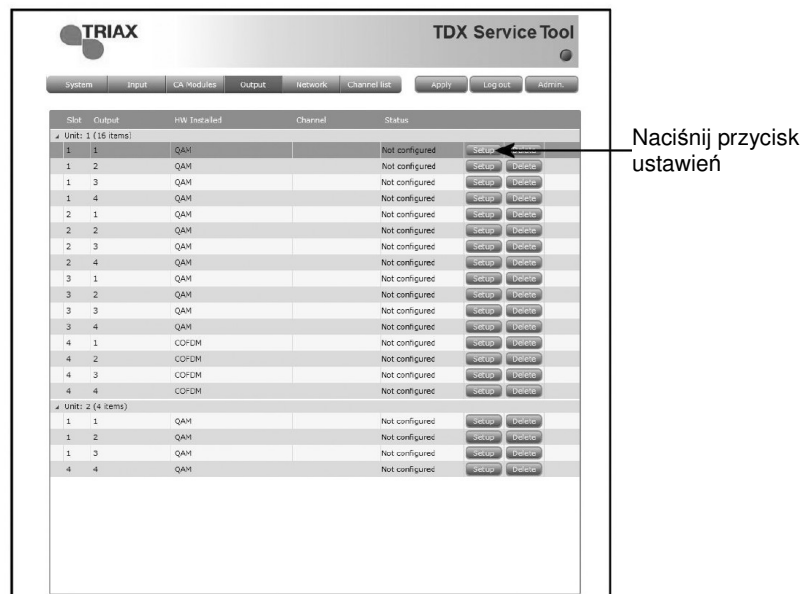 TRIAX
TDX Service Tool
System Input CA Modules Output Network Channel list Apply Log out Admin.
Slot Output HW Installed Channel Status
Unit: 1 (16 items)
1 1 QAM Not configured Setup Delete
1 2 QAM Not configured Setup Delete
1 3 QAM Not configured Setup Delete
1 4 QAM Not configured Setup Delete
2 1 QAM Not configured Setup Delete
2 2 QAM Not configured Setup Delete
2 3 QAM Not configured Setup Delete
2 4 QAM Not configured Setup Delete
3 1 QAM Not configured Setup Delete
3 2 QAM Not configured Setup Delete
3 3 QAM Not configured Setup Delete
3 4 QAM Not configured Setup Delete
4 1 COFDM Not configured Setup Delete
4 2 COFDM Not configured Setup Delete
4 3 COFDM Not configured Setup Delete
4 4 COFDM Not configured Setup Delete
Unit: 2 (4 items)
1 1 QAM Not configured Setup Delete
1 2 QAM Not configured Setup Delete
1 3 QAM Not configured Setup Delete
4 4 QAM Not configured Setup Delete
Naciśnij przycisk
ustawień